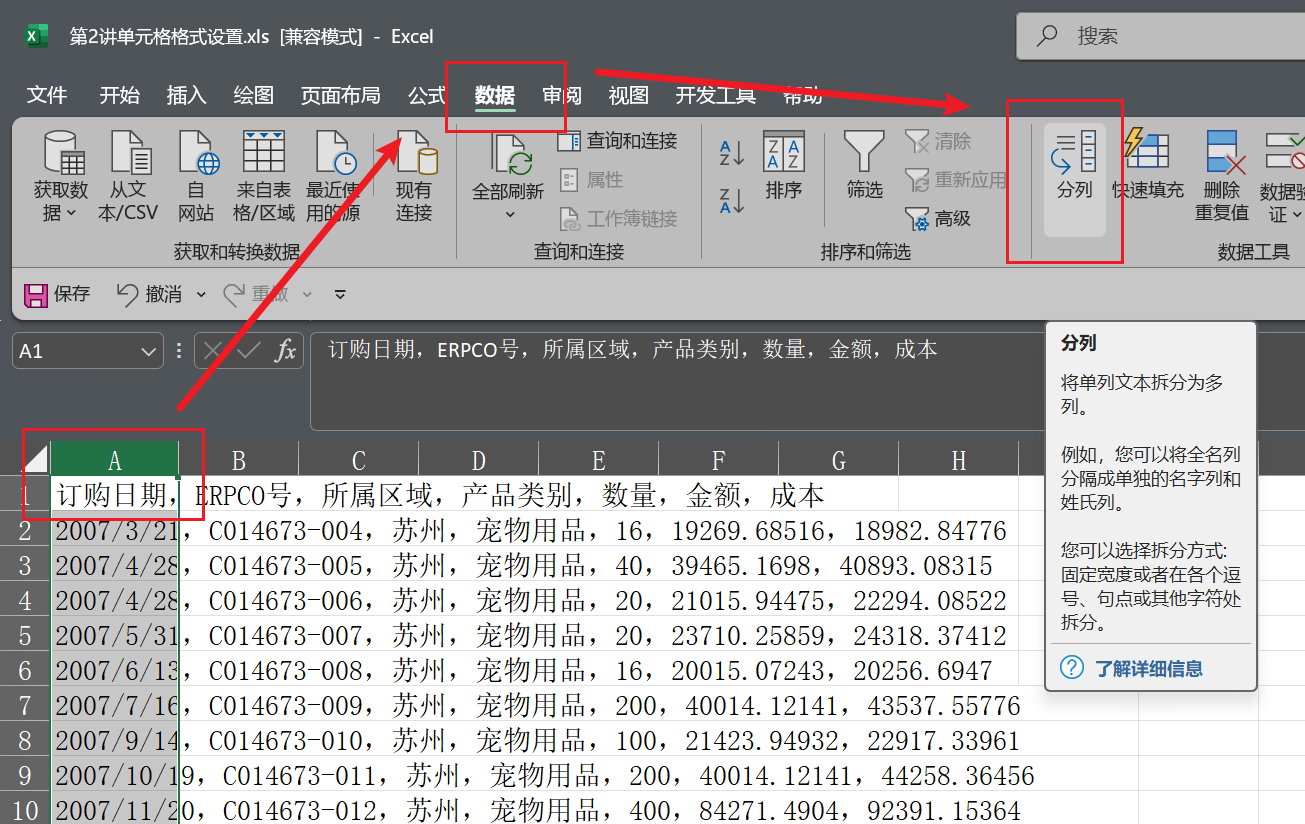 第2讲单元格格式设置.xls [兼容模式] - Excel
搜索
文件 开始 插入 绘图 页面布局 公式 数据 审阅 视图 开发工具 帮助
获取数据
从文本/CSV
自网站
来自表格/区域
最近使用的源
现有连接
获取和转换数据
全部刷新
查询和连接
属性
工作簿链接
查询和连接
排序
筛选
清除
重新应用
高级
排序和筛选
分列
快速填充
删除重复值
数据验证
数据工具
保存 撤消 重做
A1
fx
订购日期，ERPCO号，所属区域，产品类别，数量，金额，成本
A B C D E F G H
1 订购日期，ERPCO号，所属区域，产品类别，数量，金额，成本
2 2007/3/21，C014673-004，苏州，宠物用品，16，19269.68516，18982.84776
3 2007/4/28，C014673-005，苏州，宠物用品，40，39465.1698，40893.08315
4 2007/4/28，C014673-006，苏州，宠物用品，20，21015.94475，22294.08522
5 2007/5/31，C014673-007，苏州，宠物用品，20，23710.25859，24318.37412
6 2007/6/13，C014673-008，苏州，宠物用品，16，20015.07243，20256.6947
7 2007/7/16，C014673-009，苏州，宠物用品，200，40014.12141，43537.55776
8 2007/9/14，C014673-010，苏州，宠物用品，100，21423.94932，22917.33961
9 2007/10/19，C014673-011，苏州，宠物用品，200，40014.12141，44258.36456
10 2007/11/20，C014673-012，苏州，宠物用品，400，84271.4904，92391.15364
分列
将单列文本拆分为多
列。
例如，您可以将全名列
分隔成单独的名字列和
姓氏列。
您可以选择拆分方式:
固定宽度或者在各个逗
号、句点或其他字符处
拆分。
了解详细信息